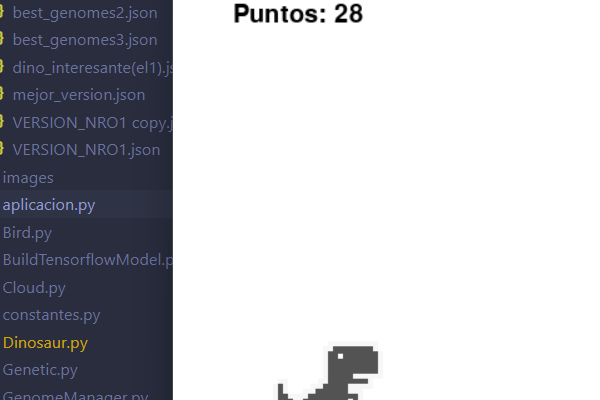 best_genomes2.json
best_genomes3.json
dino_interesante(el1).js
mejor_version.json
VERSION_NRO1 copy.j
VERSION_NRO1.json
images
aplicacion.py
Bird.py
BuildTensorflowModel.p
Cloud.py
constantes.py
Dinosaur.py
Genetic.py
GenomeManager.py
Puntos: 28